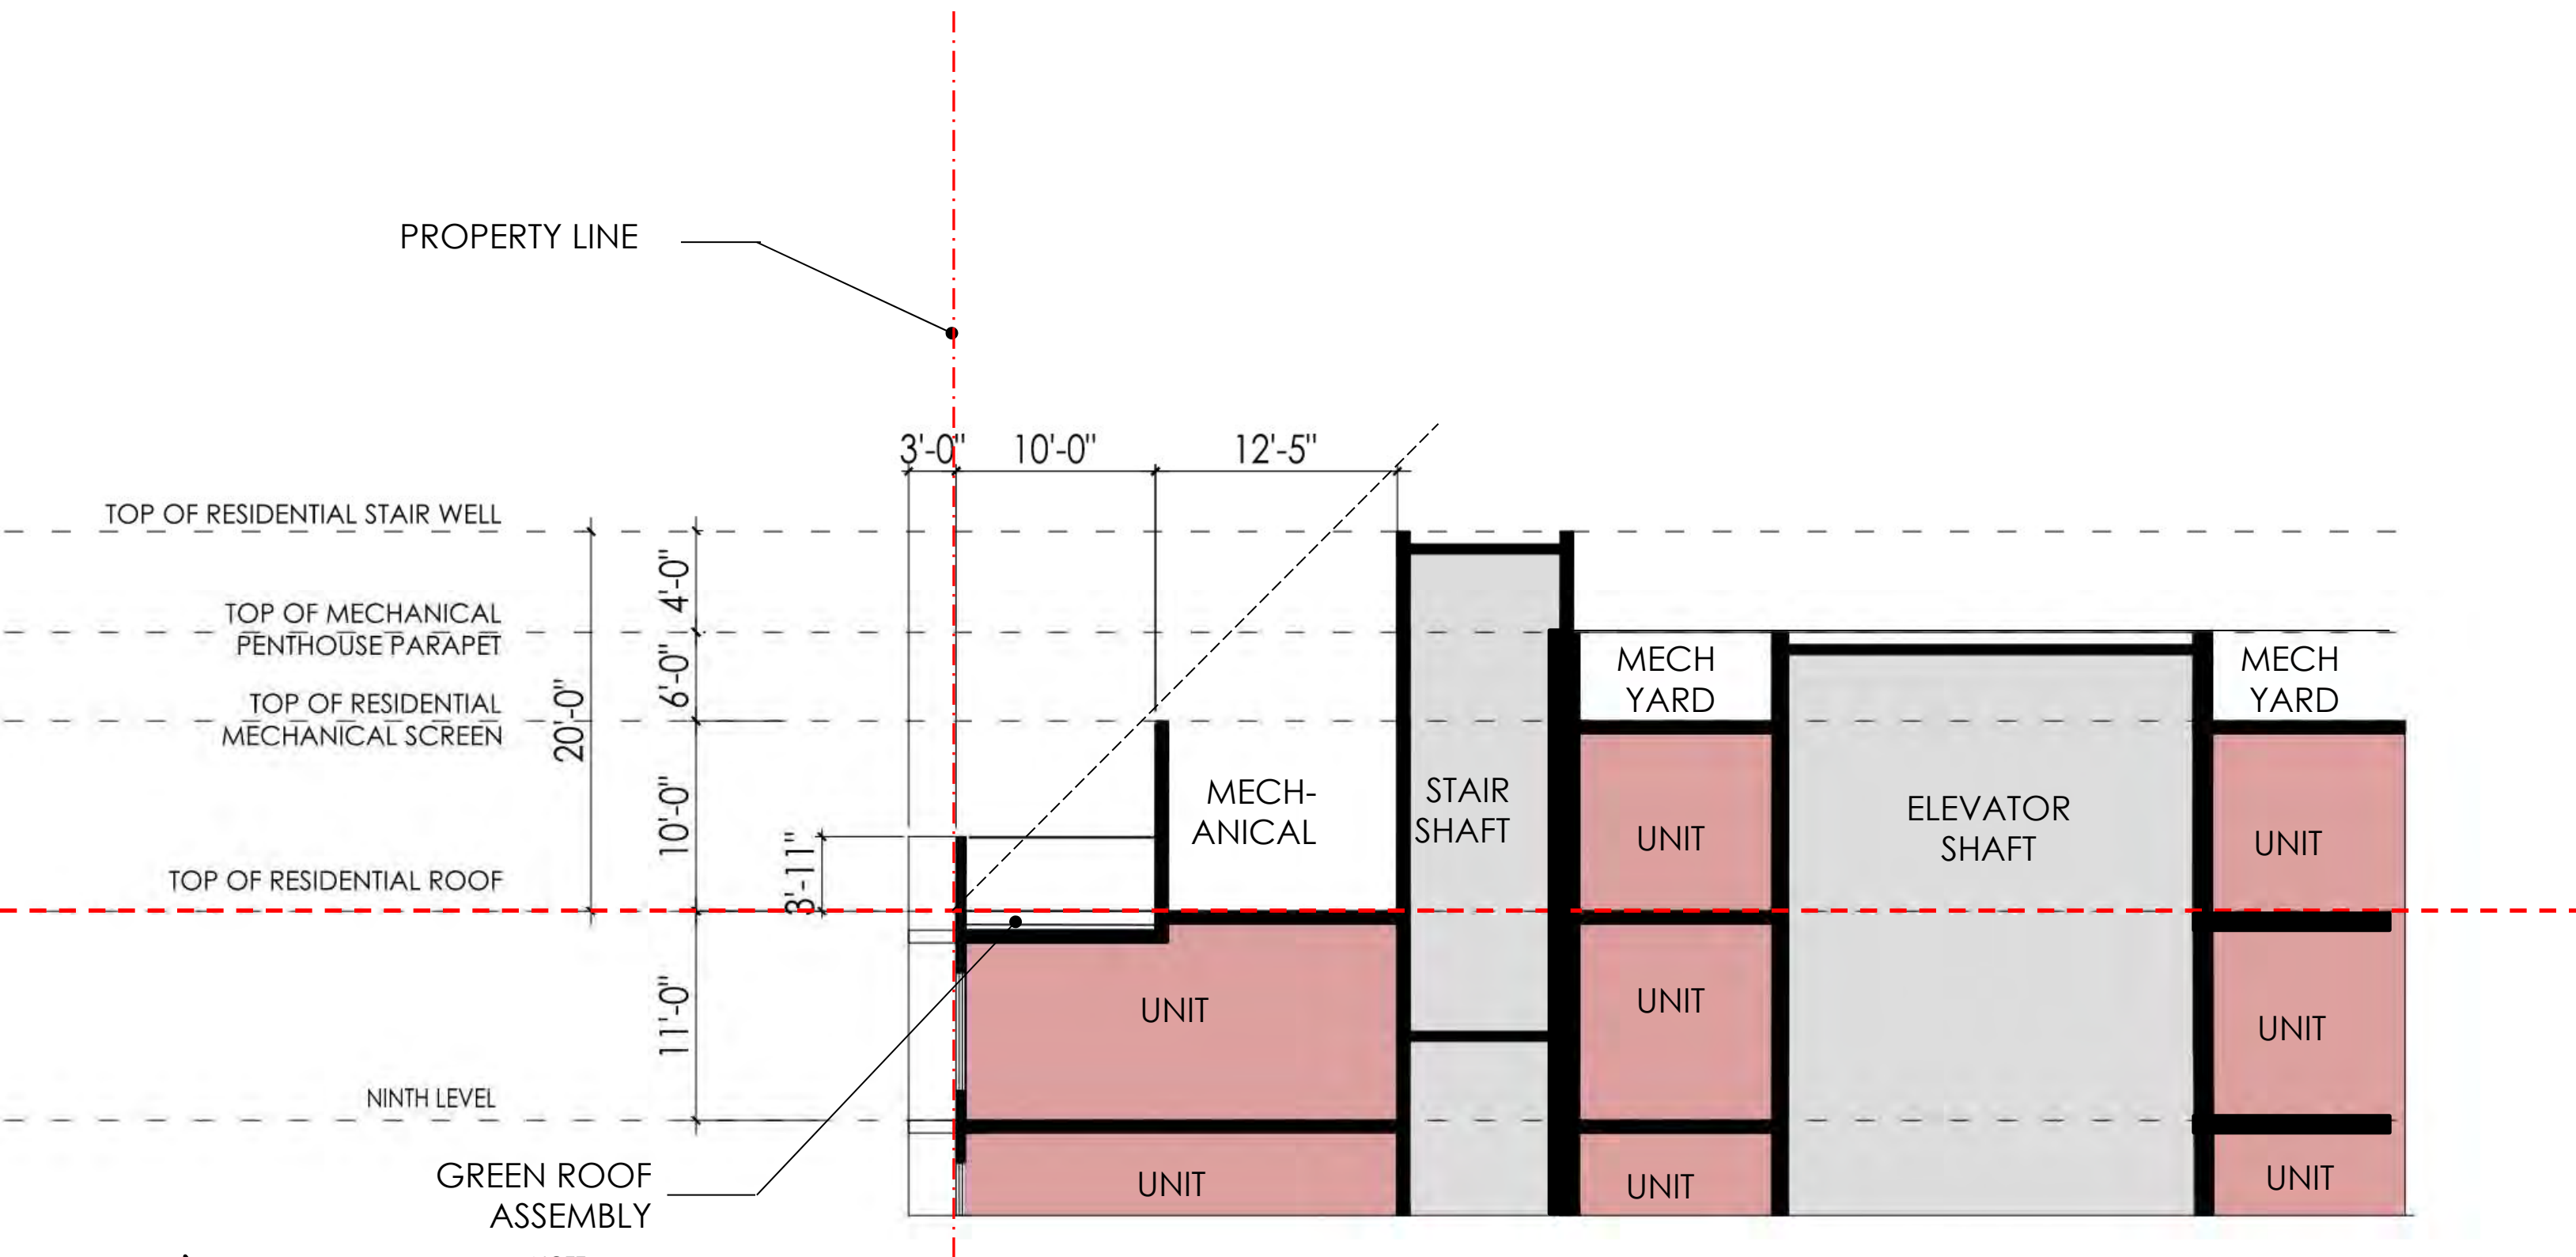 PROPERTY LINE
3'-0" 10'-0" 12'-5"
TOP OF RESIDENTIAL STAIR WELL
4'-0"
TOP OF MECHANICAL
PENTHOUSE PARAPET
6'-0"
TOP OF RESIDENTIAL
MECHANICAL SCREEN
20'-0"
10'-0"
3'-11"
TOP OF RESIDENTIAL ROOF
11'-0"
NINTH LEVEL
GREEN ROOF
ASSEMBLY
MECH-
ANICAL
STAIR
SHAFT
MECH
YARD
UNIT
ELEVATOR
SHAFT
MECH
YARD
UNIT
UNIT
UNIT
UNIT
UNIT
UNIT
UNIT